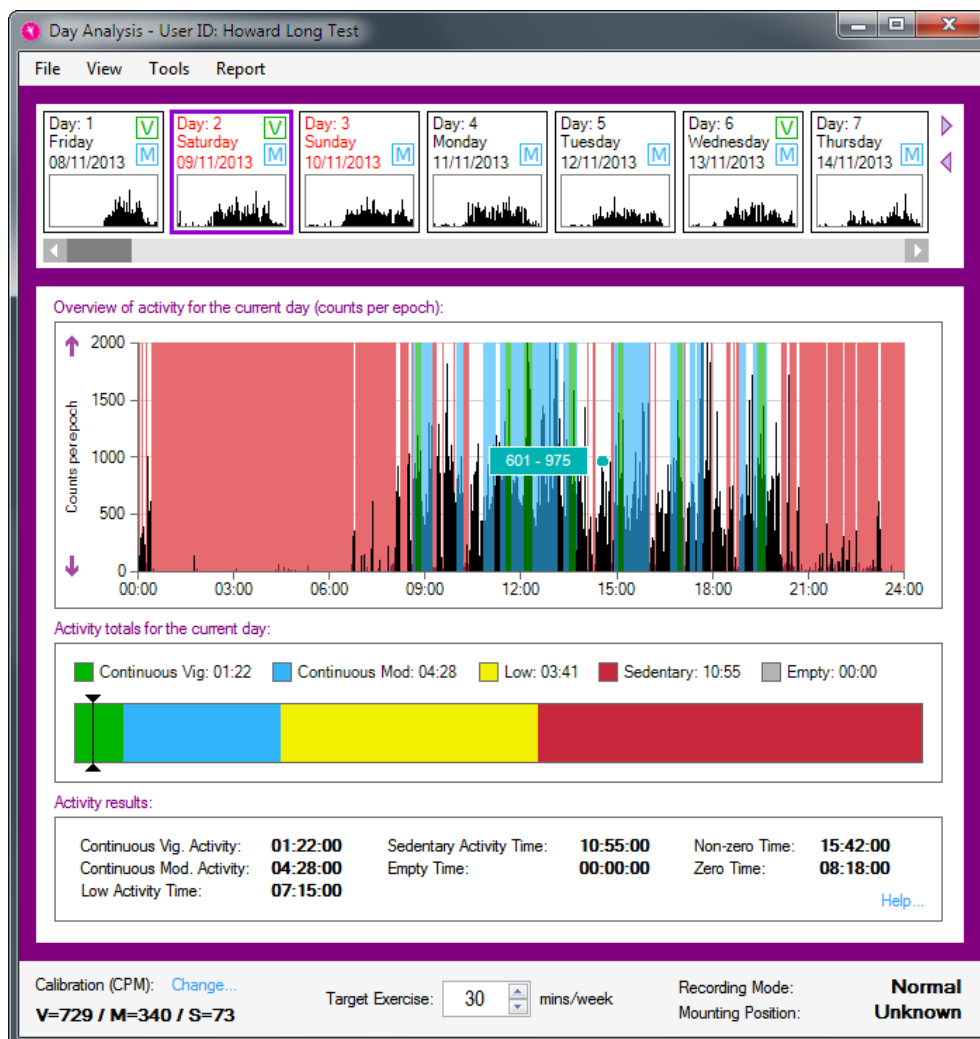 Day Analysis - User ID: Howard Long Test
File View Tools Report
Day: 1
Friday
08/11/2013
V
M
Day: 2
Saturday
09/11/2013
V
M
Day: 3
Sunday
10/11/2013
M
Day: 4
Monday
11/11/2013
M
Day: 5
Tuesday
12/11/2013
M
Day: 6
Wednesday
13/11/2013
V
M
Day: 7
Thursday
14/11/2013
M
Overview of activity for the current day (counts per epoch):
Counts per epoch
2000
1500
1000
500
0
601 - 975
00:00 03:00 06:00 09:00 12:00 15:00 18:00 21:00 24:00
Activity totals for the current day:
Continuous Vig: 01:22 Continuous Mod: 04:28 Low: 03:41 Sedentary: 10:55 Empty: 00:00
Activity results:
Continuous Vig. Activity: 01:22:00 Sedentary Activity Time: 10:55:00 Non-zero Time: 15:42:00
Continuous Mod. Activity: 04:28:00 Empty Time: 00:00:00 Zero Time: 08:18:00
Low Activity Time: 07:15:00
Help...
Calibration (CPM): Change...
V=729 / M=340 / S=73
Target Exercise: 30 mins/week
Recording Mode: Normal
Mounting Position: Unknown